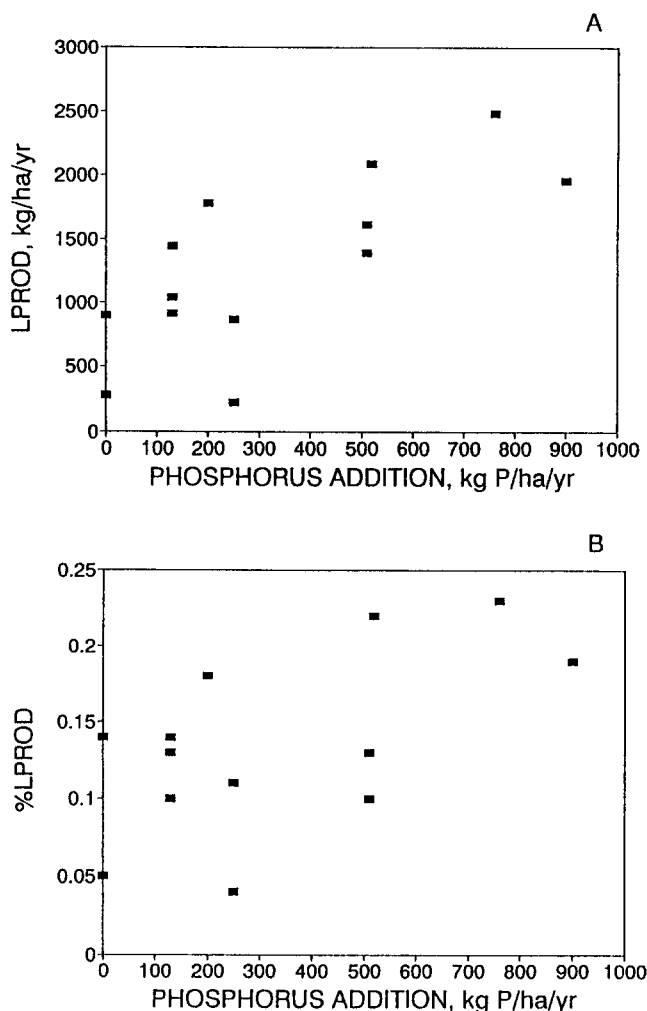 A
3000
2500
2000
1500
1000
500
0
LPROD, kg/ha/yr
0 100 200 300 400 500 600 700 800 900 1000
PHOSPHORUS ADDITION, kg P/ha/yr
B
0.25
0.2
0.15
0.1
0.05
0
%LPROD
0 100 200 300 400 500 600 700 800 900 1000
PHOSPHORUS ADDITION, kg P/ha/yr